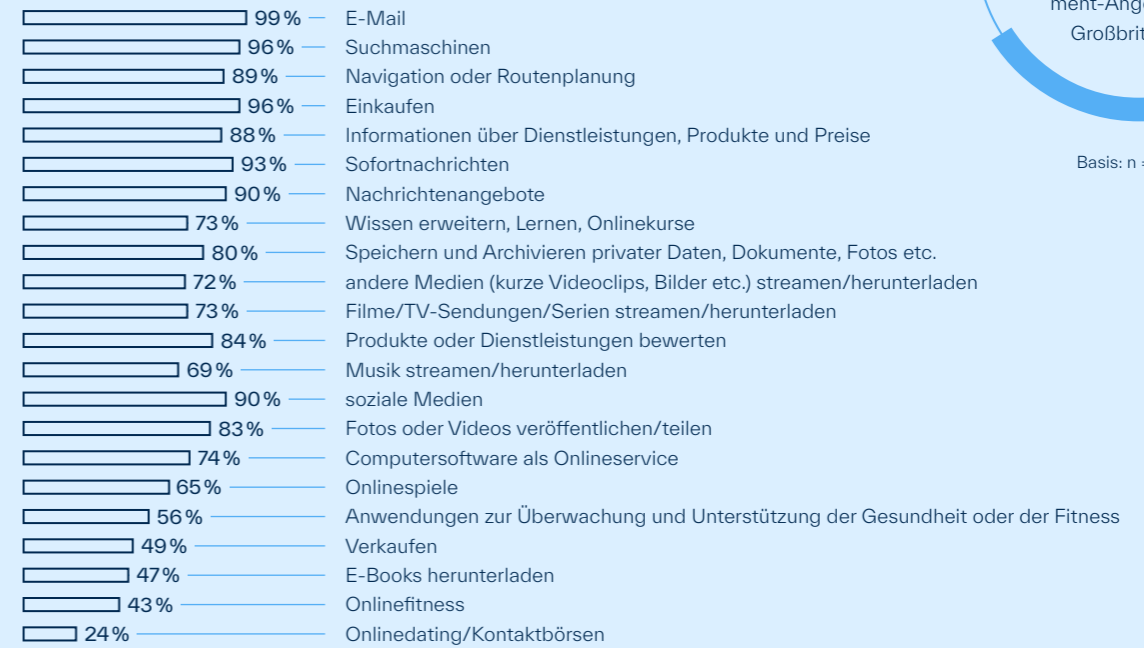 99% E-Mail
96% Suchmaschinen
89% Navigation oder Routenplanung
96% Einkaufen
88% Informationen über Dienstleistungen, Produkte und Preise
93% Sofortnachrichten
90% Nachrichtenangebote
73% Wissen erweitern, Lernen, Onlinekurse
80% Speichern und Archivieren privater Daten, Dokumente, Fotos etc.
72% andere Medien (kurze Videoclips, Bilder etc.) streamen/herunterladen
73% Filme/TV-Sendungen/Serien streamen/herunterladen
84% Produkte oder Dienstleistungen bewerten
69% Musik streamen/herunterladen
90% soziale Medien
83% Fotos oder Videos veröffentlichen/teilen
74% Computersoftware als Onlineservice
65% Onlinespiele
56% Anwendungen zur Überwachung und Unterstützung der Gesundheit oder der Fitness
49% Verkaufen
47% E-Books herunterladen
43% Onlinefitness
24% Onlinedating/Kontaktbörsen
ment-Ang
Großbrit
Basis: n =